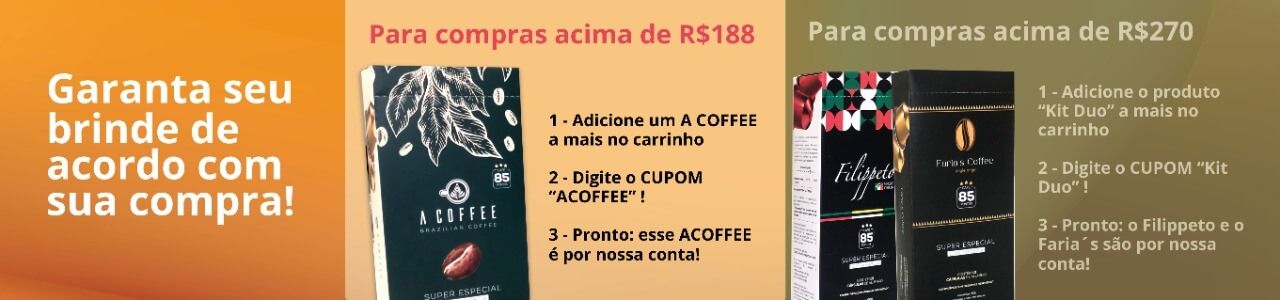 Garanta seu
brinde de
acordo com
sua compra!
Para compras acima de R$188
CAFÉ
85
A COFFEE
BRAZILIAN COFFEE
SUPER ESPECIAL
1 - Adicione um A COFFEE
a mais no carrinho
2 - Digite o CUPOM
“ACOFFEE” !
3 - Pronto: esse ACOFFEE
é por nossa conta!
Para compras acima de R$270
Filippeto
85
SUPER ESPECIAL
Faria's Coffee
85
SUPER ESPECIAL
1 - Adicione o produto
“Kit Duo” a mais no
carrinho
2 - Digite o CUPOM “Kit
Duo” !
3 - Pronto: o Filippeto e o
Faria´s são por nossa
conta!